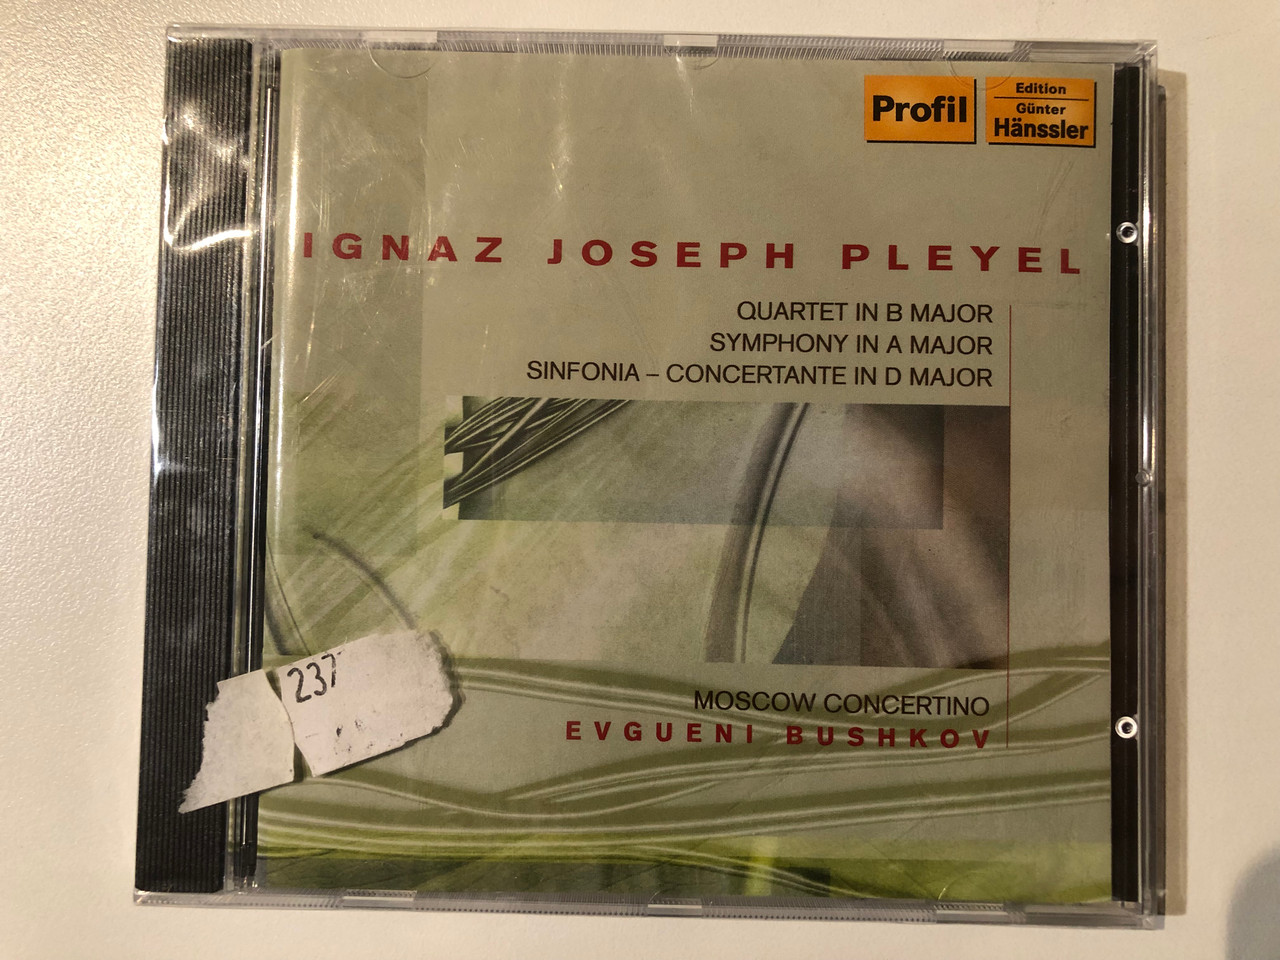 Profil
Edition
Günter
Hänssler
IGNAZ JOSEPH PLEYEL
QUARTET IN B MAJOR
SYMPHONY IN A MAJOR
SINFONIA – CONCERTANTE IN D MAJOR
MOSCOW CONCERTINO
EVGUENI BUSHKOV
237